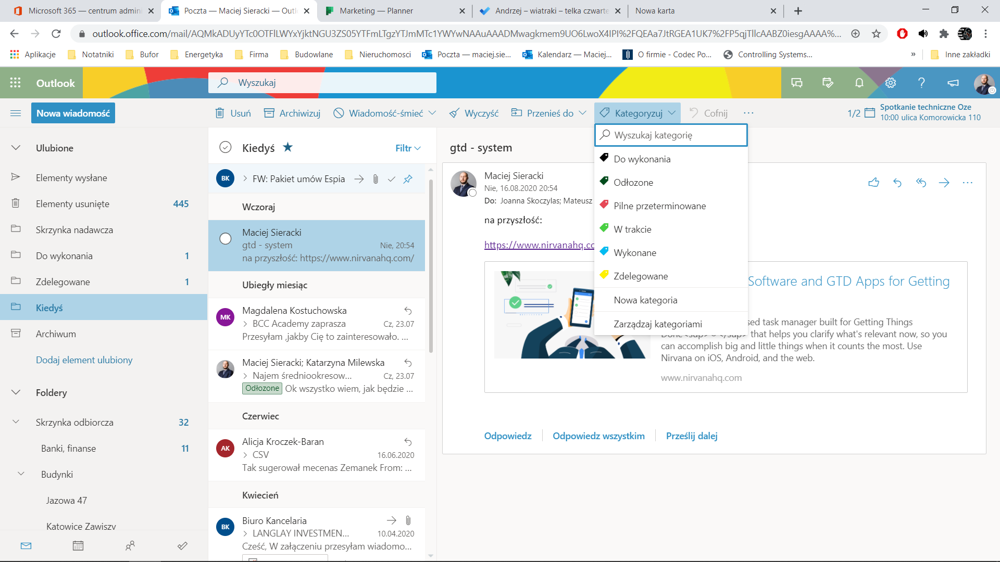 Microsoft 365 — centrum admini
Poczta — Maciej Sieracki — Outl
Marketing — Planner
Andrzej – wiatraki – telka czwarte
Nowa karta
outlook.office.com/mail/AQMkADUyYTc0OTFlLWYxYjktNGU3ZS05YTFmLTgzYTJmMTc1YWYwNAAuAAADMwagkmem9UO6LwoX4IPI%2FQEAa7JtRGEA1UK7%2FP5qjTllcAABZ0iesgAAAA%...
Aplikacje
Notatniki
Bufor
Energetyka
Firma
Budowlane
Nieruchomosci
Poczta — maciej.sie...
Kalendarz — Maciej...
O firmie - Codec Po...
Controlling Systems...
»
Inne zakładki
Outlook
Wyszukaj
Nowa wiadomość
Usuń
Archiwizuj
Wiadomość-śmieć
Wyczyść
Przenieś do
Kategoryzuj
Cofnij
1/2
Spotkanie techniczne Oze
10:00 ulica Komorowicka 110
Ulubione
Elementy wysłane
Elementy usunięte 445
Skrzynka nadawcza
Do wykonania 1
Zdelegowane 1
Kiedyś
Archiwum
Dodaj element ulubiony
Foldery
Skrzynka odbiorcza 32
Banki, finanse 11
Budynki
Jazowa 47
Katowice Zawiszy
Kiedyś
Filtr
BK
FW: Pakiet umów Espia
Wczoraj
Maciej Sieracki
gtd - system Nie, 20:54
na przyszłość: https://www.nirvanahq.com/
Ubiegły miesiąc
MK
Magdalena Kostuchowska
BCC Academy zaprasza Cz, 23.07
Przesyłam ,jakby Cię to zainteresowało. ...
Maciej Sieracki; Katarzyna Milewska
Najem średniookresow... Cz, 23.07
Odłozone Ok wszystko wiem, jak będzie ...
Czerwiec
AK
Alicja Kroczek-Baran
CSV 16.06.2020
Tak sugerował mecenas Zemanek From: ...
Kwiecień
BK
Biuro Kancelaria
LANGLAY INVESTMEN... 10.04.2020
Cześć, W załączeniu przesyłam wiadomo...
gtd - system
Maciej Sieracki
Nie, 16.08.2020 20:54
Do: Joanna Skoczylas; Mateusz
na przyszłość:
https://www.nirvanahq.co
Wyszukaj kategorię
Do wykonania
Odłozone
Pilne przeterminowane
W trakcie
Wykonane
Zdelegowane
Nowa kategoria
Zarządzaj kategoriami
Software and GTD Apps for Getting
sed task manager built for Getting Things
that helps you clarify what's relevant now, so you
can accomplish big and little things when it counts the most. Use
Nirvana on iOS, Android, and the web.
www.nirvanahq.com
Odpowiedz
Odpowiedz wszystkim
Prześlij dalej